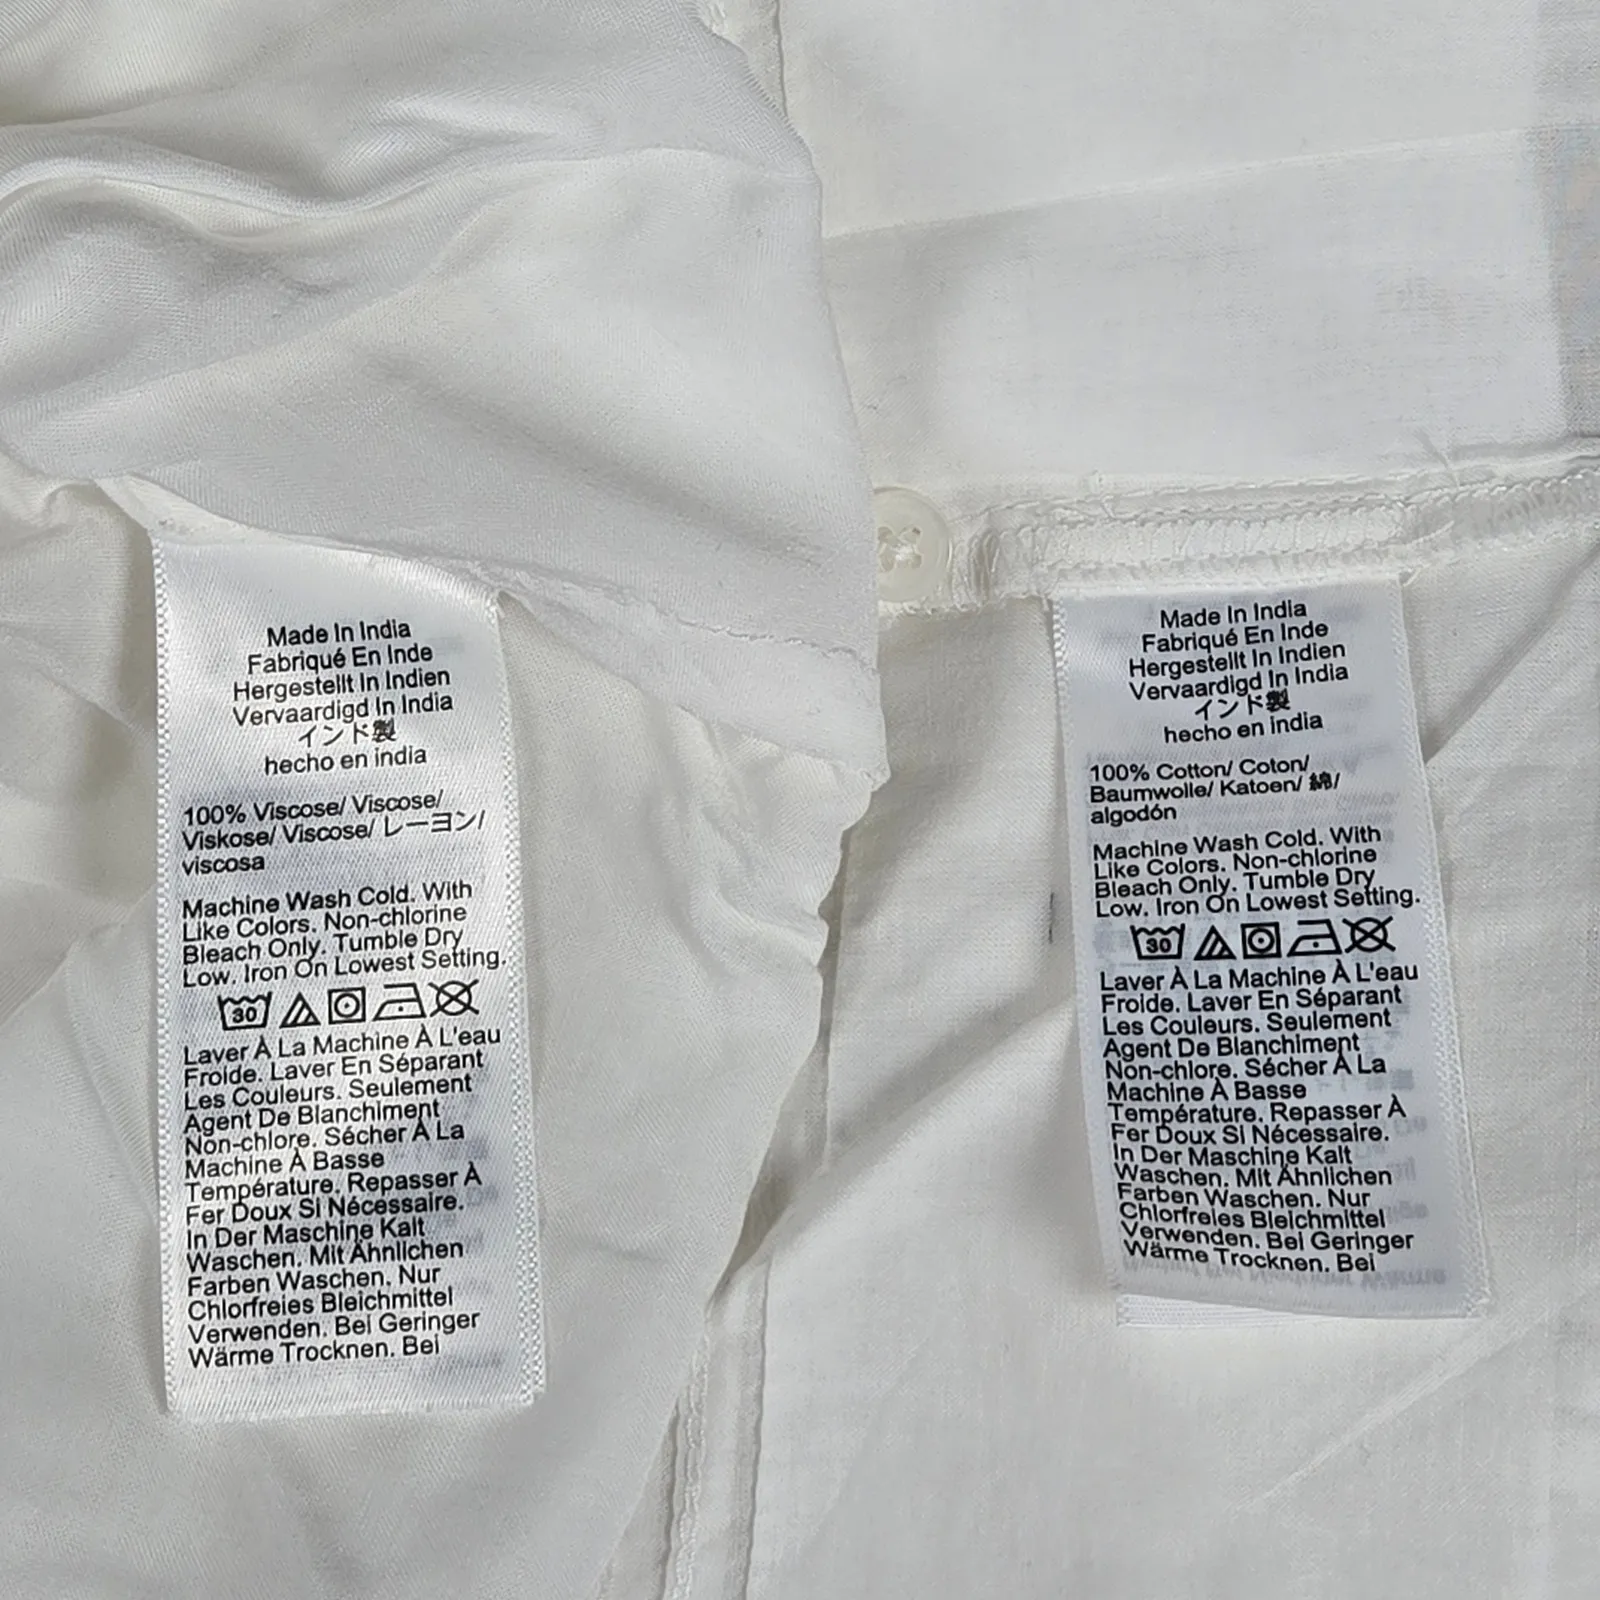 Made In India
Fabriqué En Inde
Hergestellt In Indien
Vervaardigd In India
インド製
hecho en india
100% Viscose/ Viscose/
Viskose/ Viscose/ レーヨン/
viscosa
Machine Wash Cold. With
Like Colors. Non-chlorine
Bleach Only. Tumble Dry
Low. Iron On Lowest Setting.
30
Laver À La Machine À L'eau
Froide. Laver En Séparant
Les Couleurs. Seulement
Agent De Blanchiment
Non-chlore. Sécher À La
Machine À Basse
Température. Repasser À
Fer Doux Si Nécessaire.
In Der Maschine Kalt
Waschen. Mit Ähnlichen
Farben Waschen. Nur
Chlorfreies Bleichmittel
Verwenden. Bei Geringer
Wärme Trocknen. Bei
Made In India
Fabriqué En Inde
Hergestellt In Indien
Vervaardigd In India
インド製
hecho en india
100% Cotton/ Coton/
Baumwolle/ Katoen/ 綿/
algodón
Machine Wash Cold. With
Like Colors. Non-chlorine
Bleach Only. Tumble Dry
Low. Iron On Lowest Setting.
30
Laver À La Machine À L'eau
Froide. Laver En Séparant
Les Couleurs. Seulement
Agent De Blanchiment
Non-chlore. Sécher À La
Machine À Basse
Température. Repasser À
Fer Doux Si Nécessaire.
In Der Maschine Kalt
Waschen. Mit Ähnlichen
Farben Waschen. Nur
Chlorfreies Bleichmittel
Verwenden. Bei Geringer
Wärme Trocknen. Bei